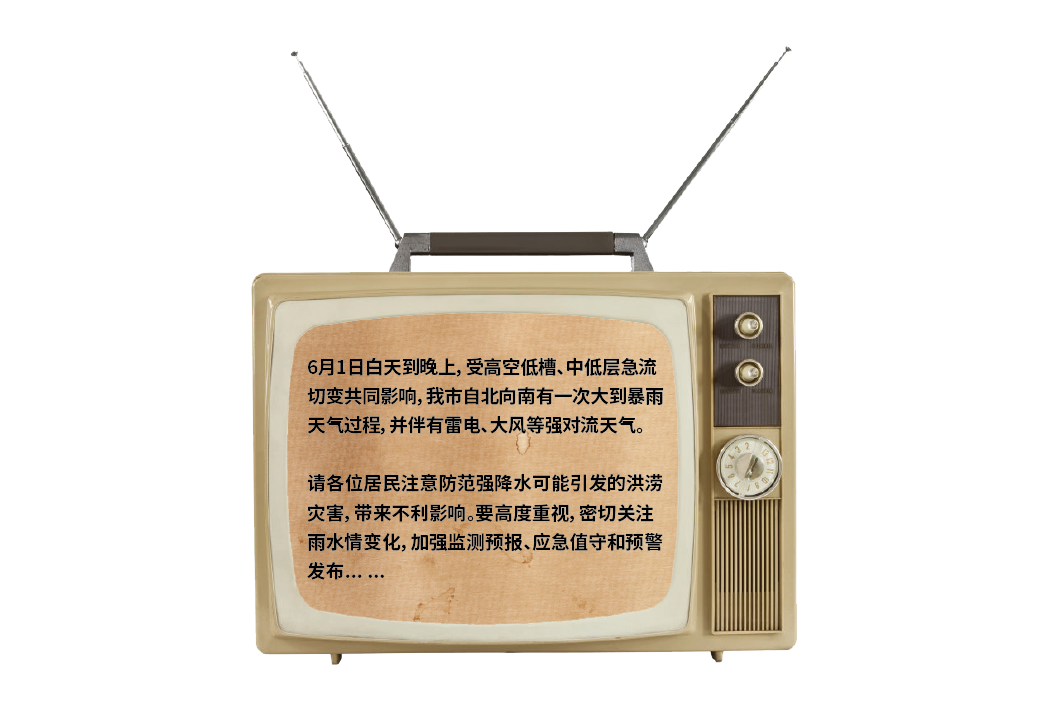 6月1日白天到晚上，受高空低槽、中低层急流
切变共同影响，我市自北向南有一次大到暴雨
天气过程，并伴有雷电、大风等强对流天气。
请各位居民注意防范强降水可能引发的洪涝
灾害，带来不利影响。要高度重视，密切关注
雨水情变化，加强监测预报、应急值守和预警
发布... ...